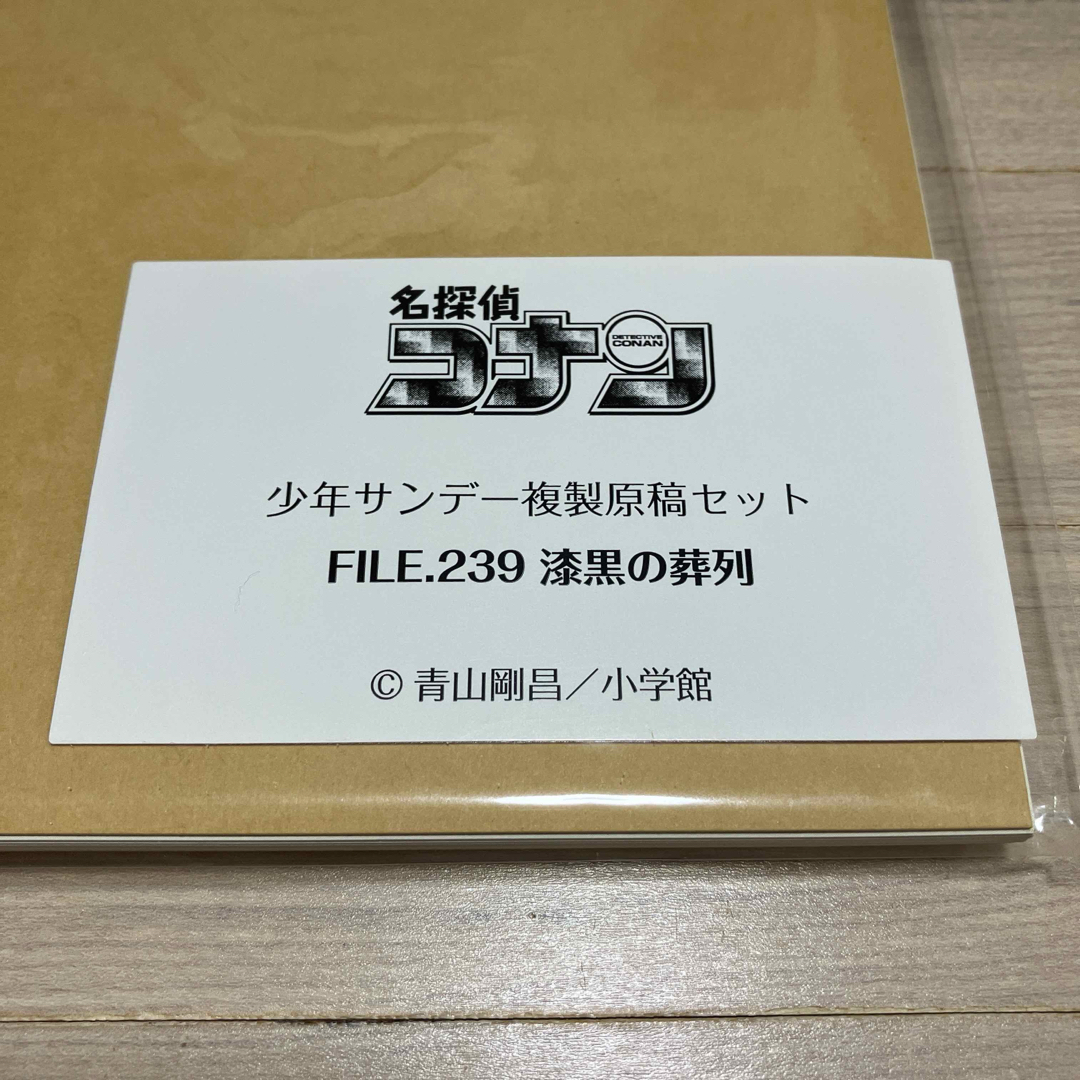 名探偵
コナン
DETECTIVE
CONAN
少年サンデー複製原稿セット
FILE.239 漆黒の葬列
© 青山剛昌／小学館